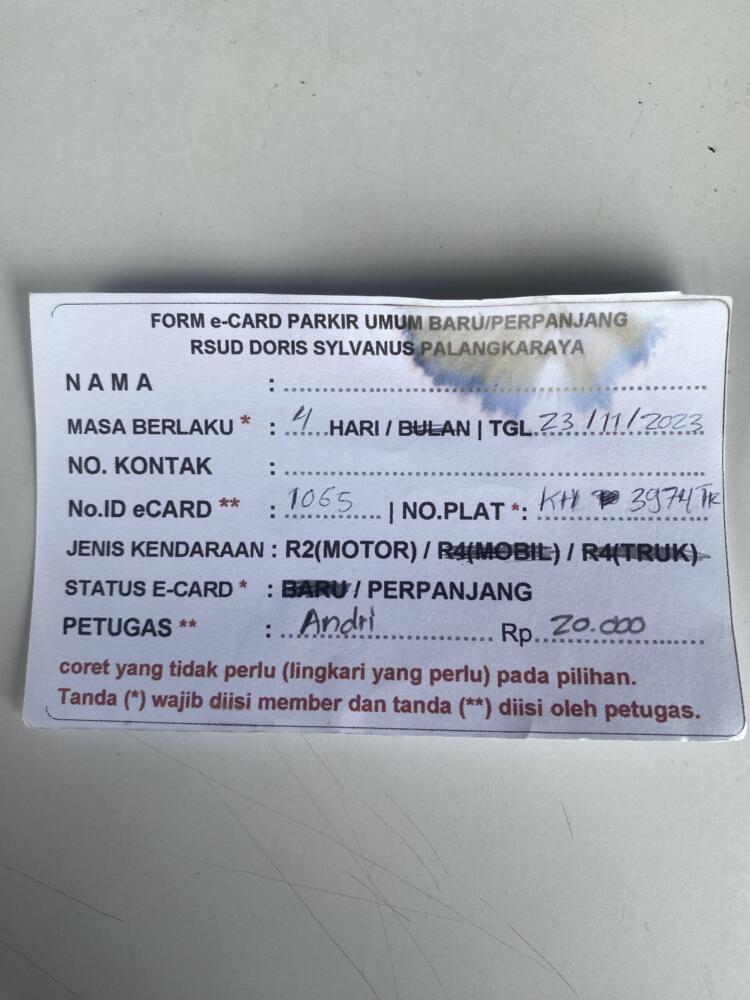 FORM e-CARD PARKIR UMUM BARU/PERPANJANG
RSUD DORIS SYLVANUS PALANGKARAYA
NAMA :
MASA BERLAKU * : 4 HARI / BULAN | TGL 23/11/2023
NO. KONTAK :
No.ID eCARD ** : 1065 | NO.PLAT *: KH 3974 TR
JENIS KENDARAAN : R2(MOTOR) / R4(MOBIL) / R4(TRUK)
STATUS E-CARD * : BARU / PERPANJANG
PETUGAS ** : Andri Rp. 20.000
coret yang tidak perlu (lingkari yang perlu) pada pilihan.
Tanda (*) wajib diisi member dan tanda (**) diisi oleh petugas.